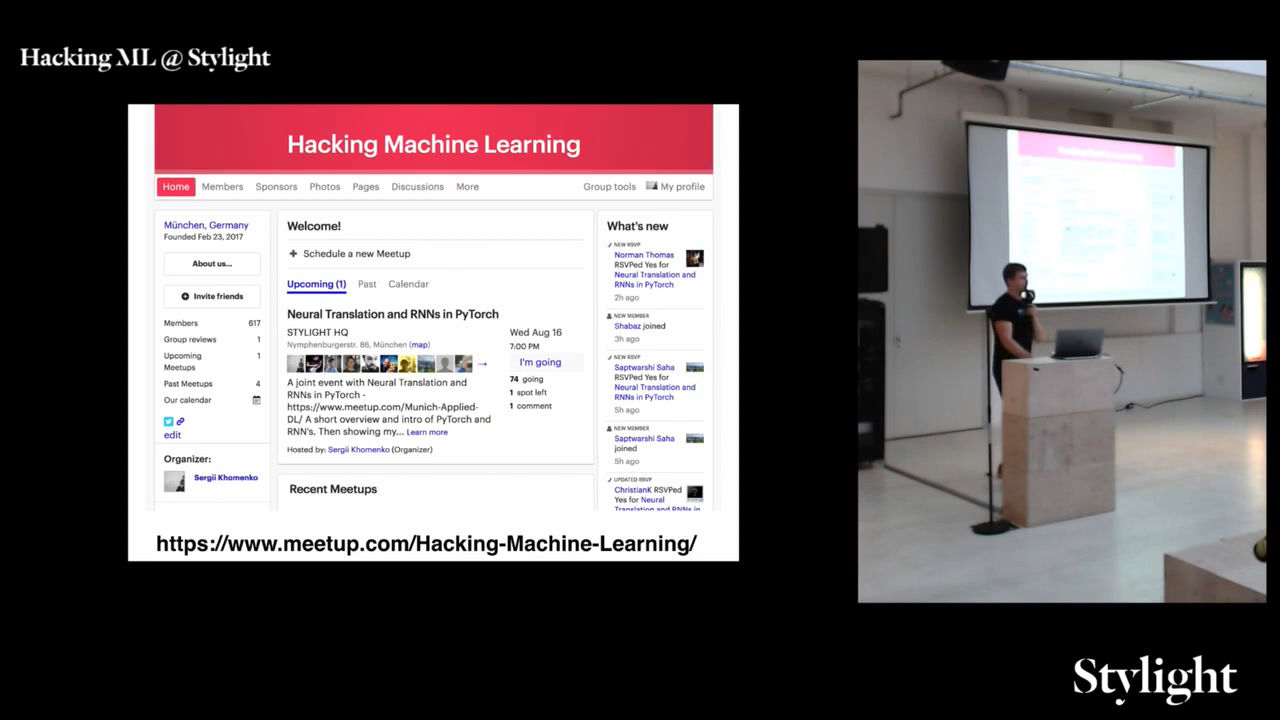 Hacking ML @ Stylight
Hacking Machine Learning
Home Members Sponsors Photos Pages Discussions More Group tools My profile
München, Germany
Founded Feb 23, 2017
About us...
Invite friends
Members 617
Group reviews 1
Upcoming Meetups 1
Past Meetups 4
Our calendar
edit
Organizer:
Sergii Khomenko
Welcome!
Schedule a new Meetup
Upcoming (1) Past Calendar
Neural Translation and RNNs in PyTorch
STYLIGHT HQ
Nymphenburgerstr. 86, München (map)
A joint event with Neural Translation and
RNNs in PyTorch -
https://www.meetup.com/Munich-Applied-
DL/ A short overview and intro of PyTorch and
RNN's. Then showing my... Learn more
Hosted by: Sergii Khomenko (Organizer)
Wed Aug 16
7:00 PM
I'm going
74 going
1 spot left
1 comment
Recent Meetups
What's new
NEW RSVP
Norman Thomas
RSVPed Yes for
Neural Translation and
RNNs in PyTorch
2h ago
NEW MEMBER
Shabaz joined
3h ago
NEW RSVP
Saptwarshi Saha
RSVPed Yes for
Neural Translation and
RNNs in PyTorch
5h ago
NEW MEMBER
Saptwarshi Saha
joined
5h ago
UPDATED RSVP
ChristianK RSVPed
Yes for Neural
Translation and RNNs in
https://www.meetup.com/Hacking-Machine-Learning/
Stylight